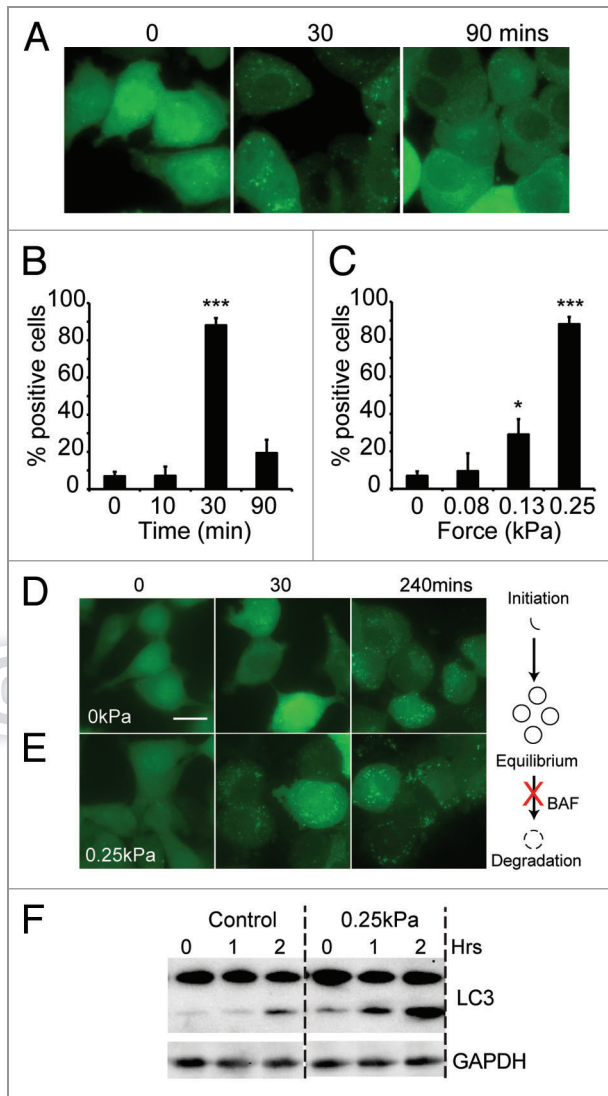 A
0 30 90 mins
B
% positive cells
100
80
60
40
20
0
***
0 10 30 90
Time (min)
C
% positive cells
100
80
60
40
20
0
*
***
0 0.08 0.13 0.25
Force (kPa)
D
0 30 240mins
0kPa
E
0.25kPa
Initiation
Equilibrium
X BAF
Degradation
F
Control 0.25kPa
0 1 2 0 1 2 Hrs
LC3
GAPDH